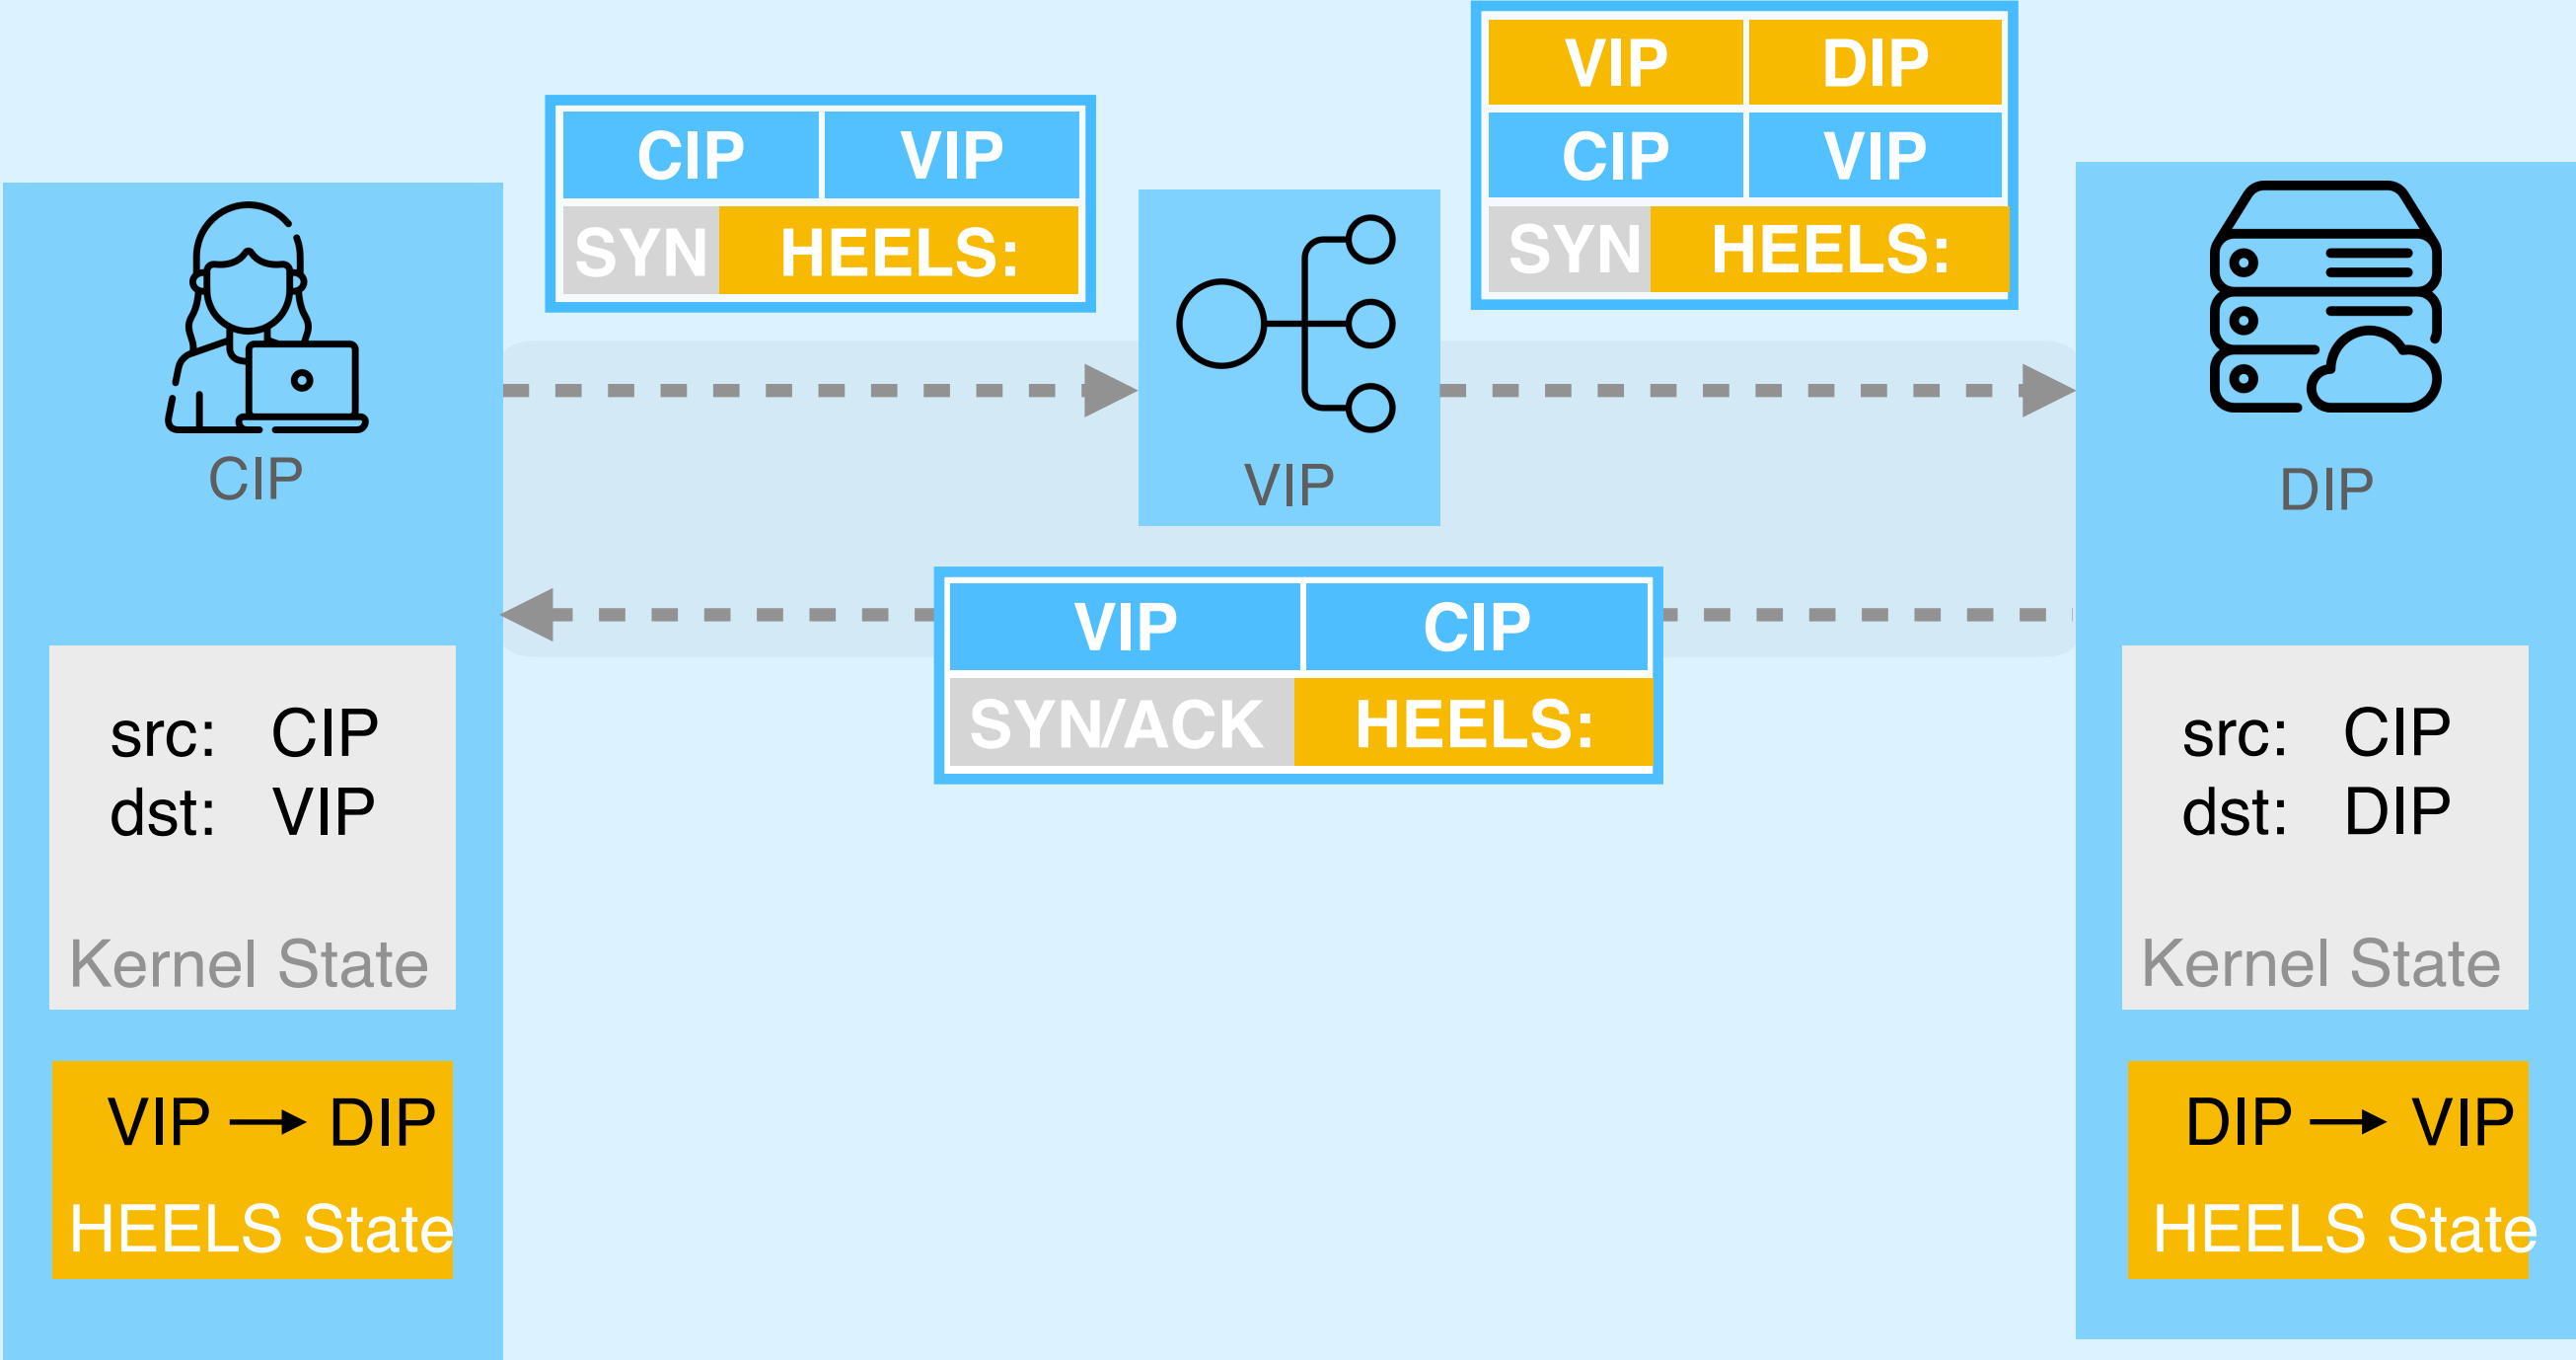 VIP DIP
CIP VIP
SYN HEELS:
CIP VIP
SYN HEELS:
CIP
VIP
DIP
VIP CIP
SYN/ACK HEELS:
src: CIP
dst: VIP
Kernel State
VIP → DIP
HEELS State
src: CIP
dst: DIP
Kernel State
DIP → VIP
HEELS State